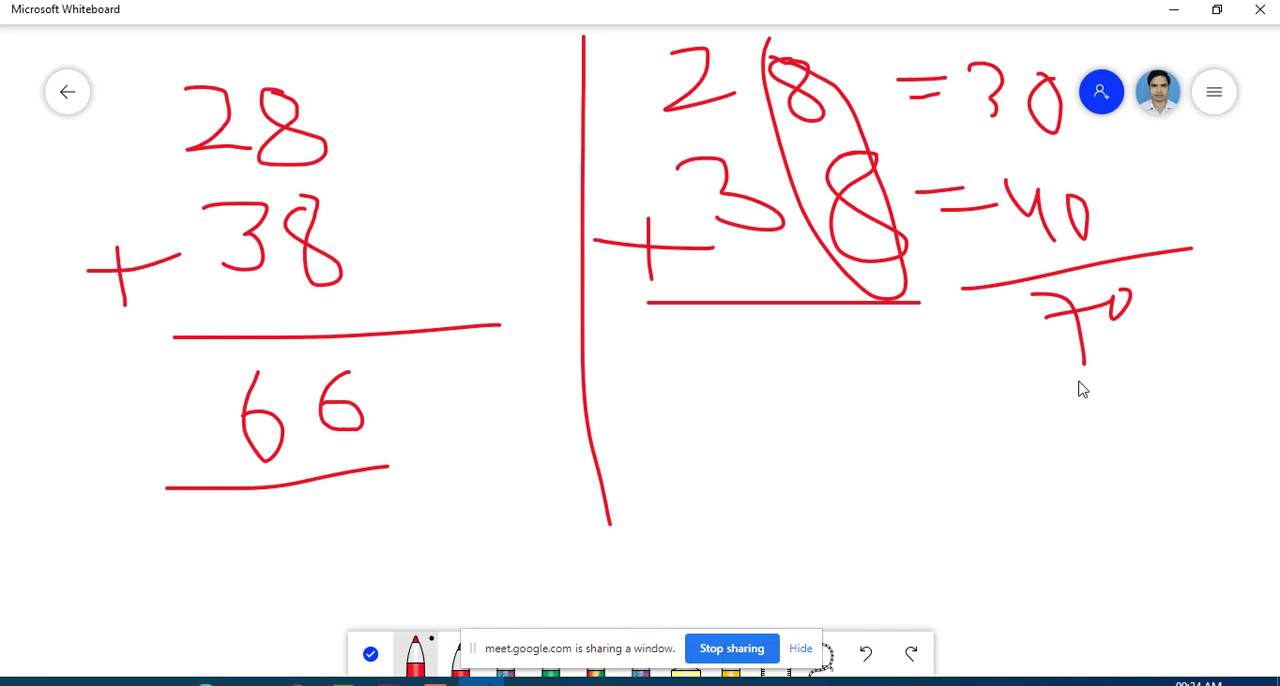 Microsoft Whiteboard
28
+ 38
66
28 = 30
+ 38 = 40
70
meet.google.com is sharing a window. Stop sharing Hide